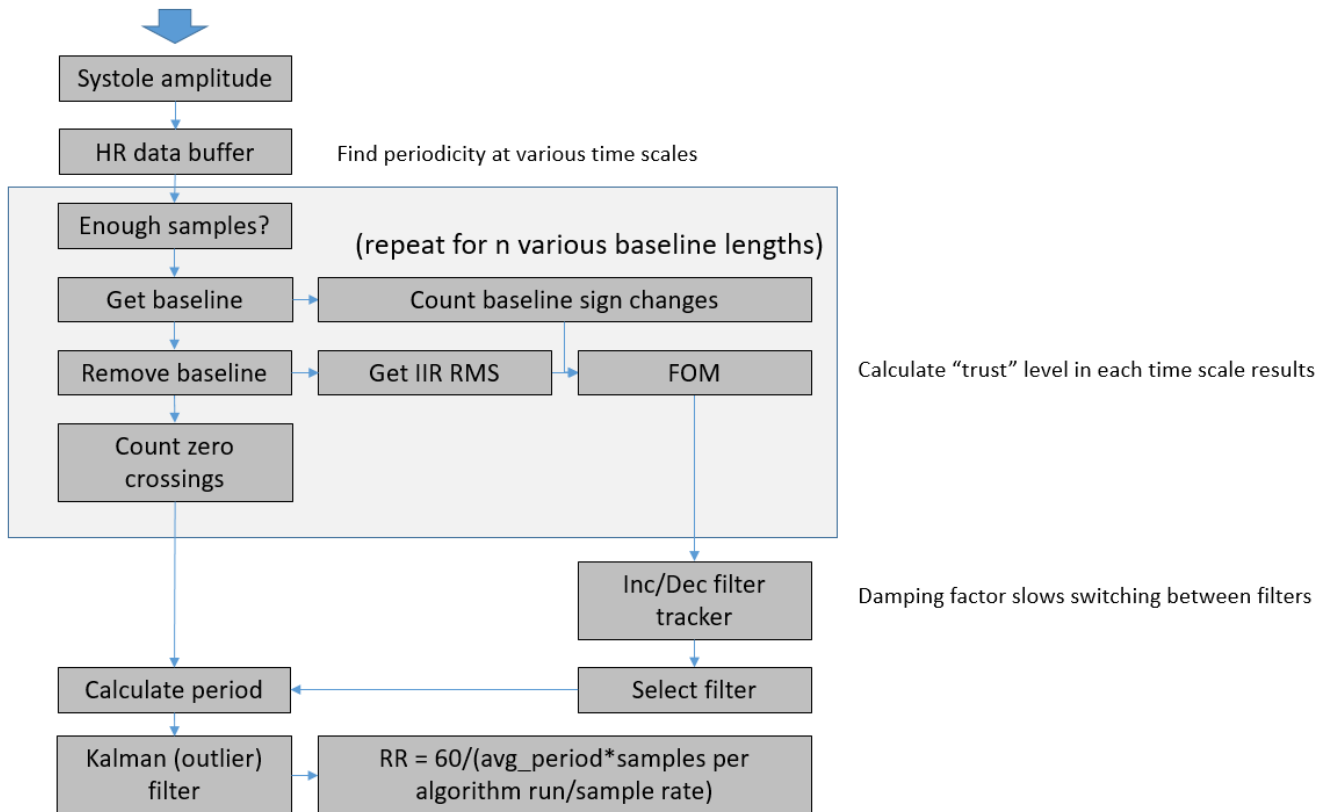 Systole amplitude
HR data buffer
Find periodicity at various time scales
Enough samples?
(repeat for n various baseline lengths)
Get baseline
Count baseline sign changes
Remove baseline
Get IIR RMS
FOM
Calculate “trust” level in each time scale results
Count zero
crossings
Inc/Dec filter
tracker
Damping factor slows switching between filters
Calculate period
Select filter
Kalman (outlier)
filter
RR = 60/(avg_period*samples per
algorithm run/sample rate)